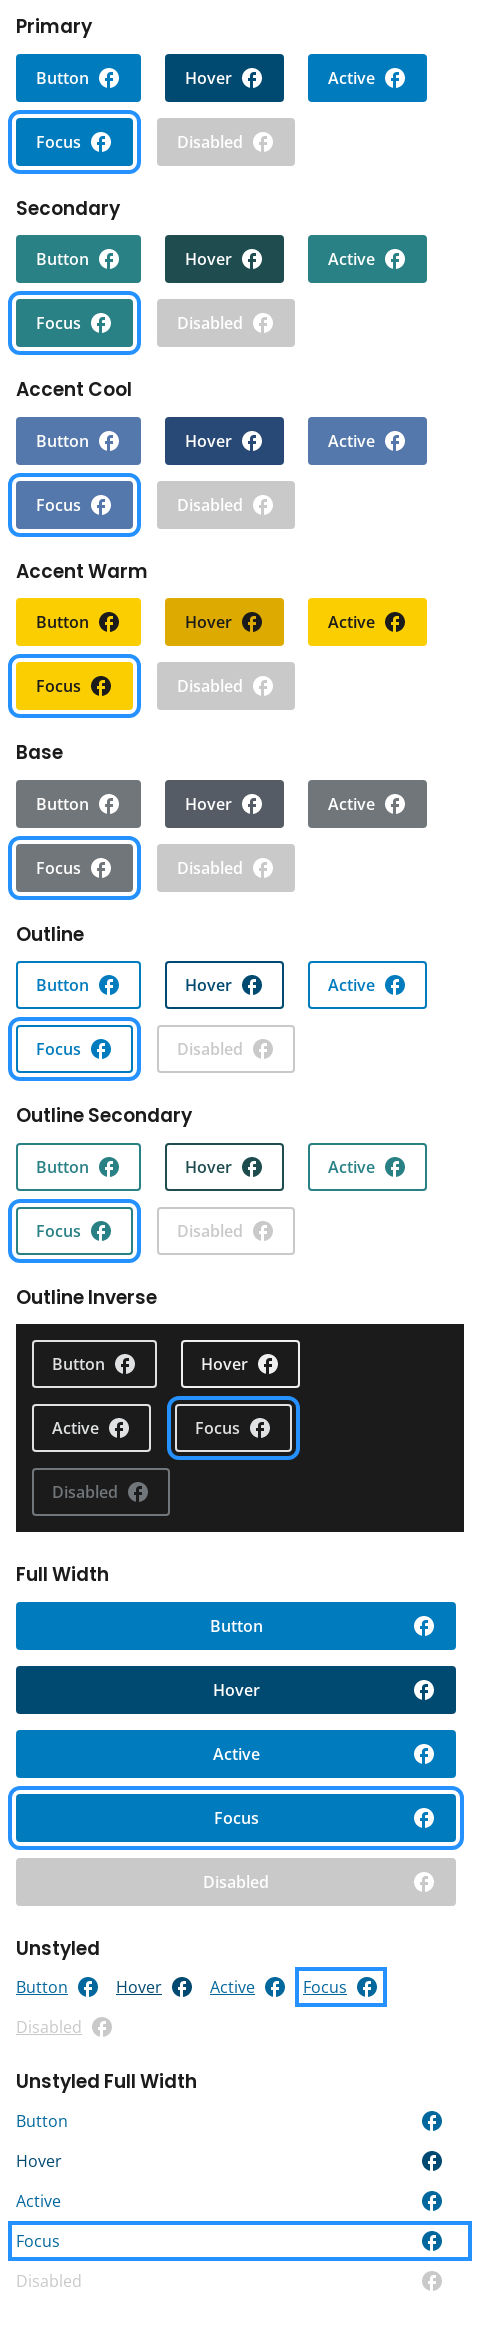 Primary
Button Hover Active
Focus Disabled
Secondary
Button Hover Active
Focus Disabled
Accent Cool
Button Hover Active
Focus Disabled
Accent Warm
Button Hover Active
Focus Disabled
Base
Button Hover Active
Focus Disabled
Outline
Button Hover Active
Focus Disabled
Outline Secondary
Button Hover Active
Focus Disabled
Outline Inverse
Button Hover
Active Focus
Disabled
Full Width
Button
Hover
Active
Focus
Disabled
Unstyled
Button Hover Active Focus
Disabled
Unstyled Full Width
Button
Hover
Active
Focus
Disabled